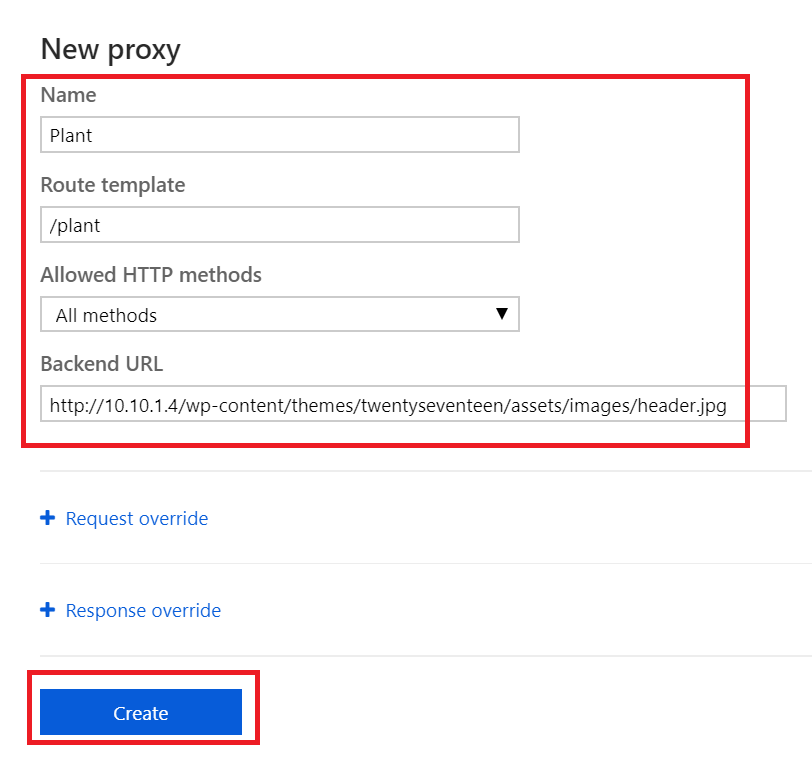 New proxy
Name
Plant
Route template
/plant
Allowed HTTP methods
All methods
Backend URL
http://10.10.1.4/wp-content/themes/twentyseventeen/assets/images/header.jpg
Request override
Response override
Create